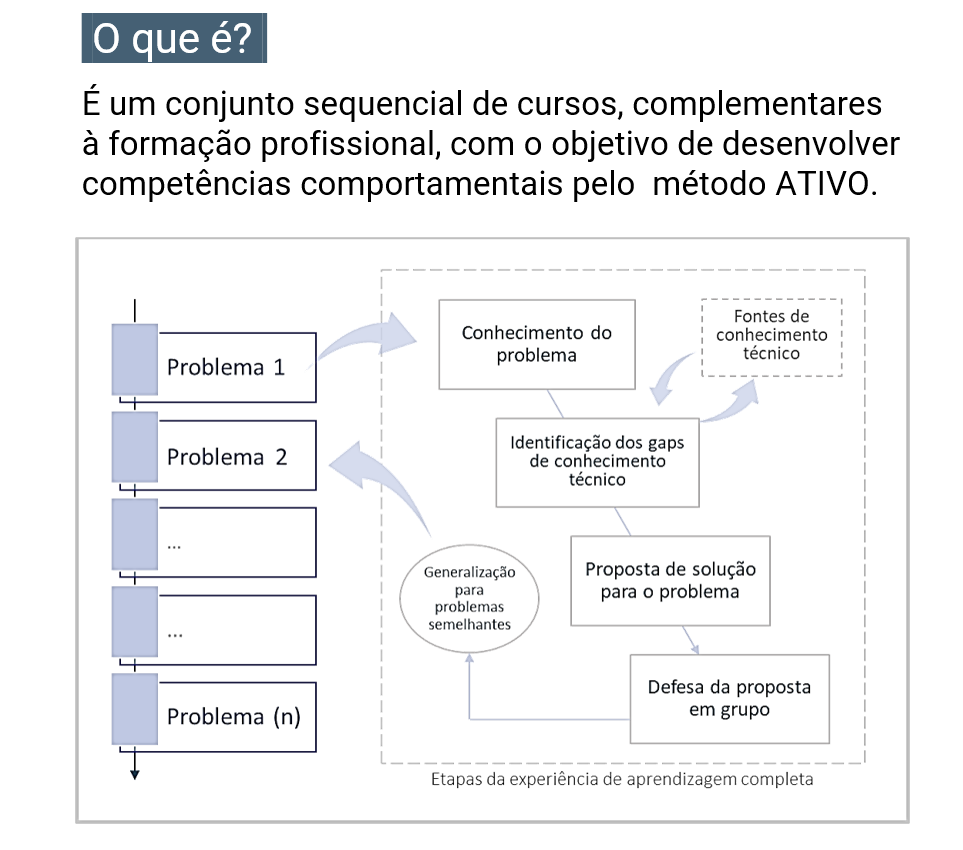 O que é?
É um conjunto sequencial de cursos, complementares
à formação profissional, com o objetivo de desenvolver
competências comportamentais pelo método ATIVO.
Problema 1
Problema 2
...
...
Problema (n)
Conhecimento do
problema
Fontes de
conhecimento
técnico
Identificação dos gaps
de conhecimento
técnico
Proposta de solução
para o problema
Defesa da proposta
em grupo
Generalização
para
problemas
semelhantes
Etapas da experiência de aprendizagem completa